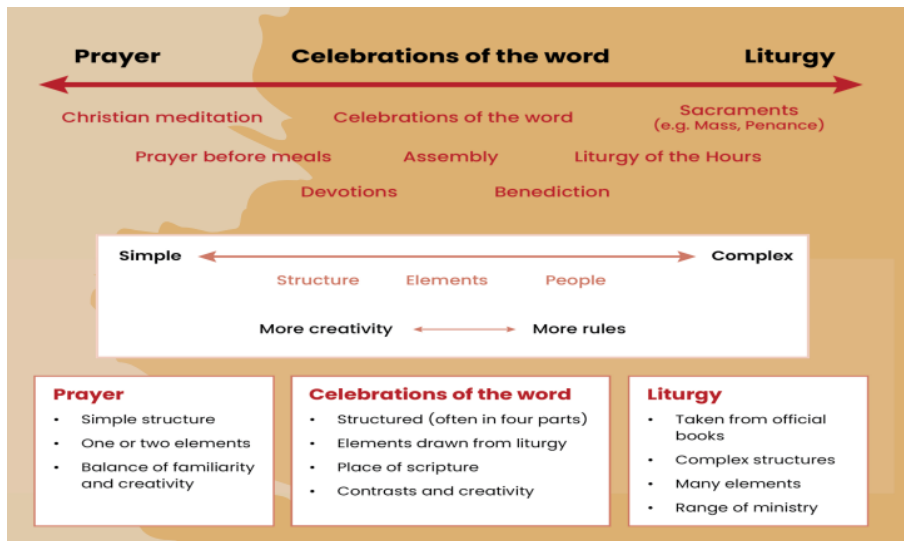 Prayer Celebrations of the word Liturgy
Christian meditation Celebrations of the word Sacraments
(e.g. Mass, Penance)
Prayer before meals Assembly Liturgy of the Hours
Devotions Benediction
Simple Complex
Structure Elements People
More creativity More rules
Prayer
• Simple structure
• One or two elements
• Balance of familiarity
and creativity
Celebrations of the word
• Structured (often in four parts)
• Elements drawn from liturgy
• Place of scripture
• Contrasts and creativity
Liturgy
• Taken from official
books
• Complex structures
• Many elements
• Range of ministry